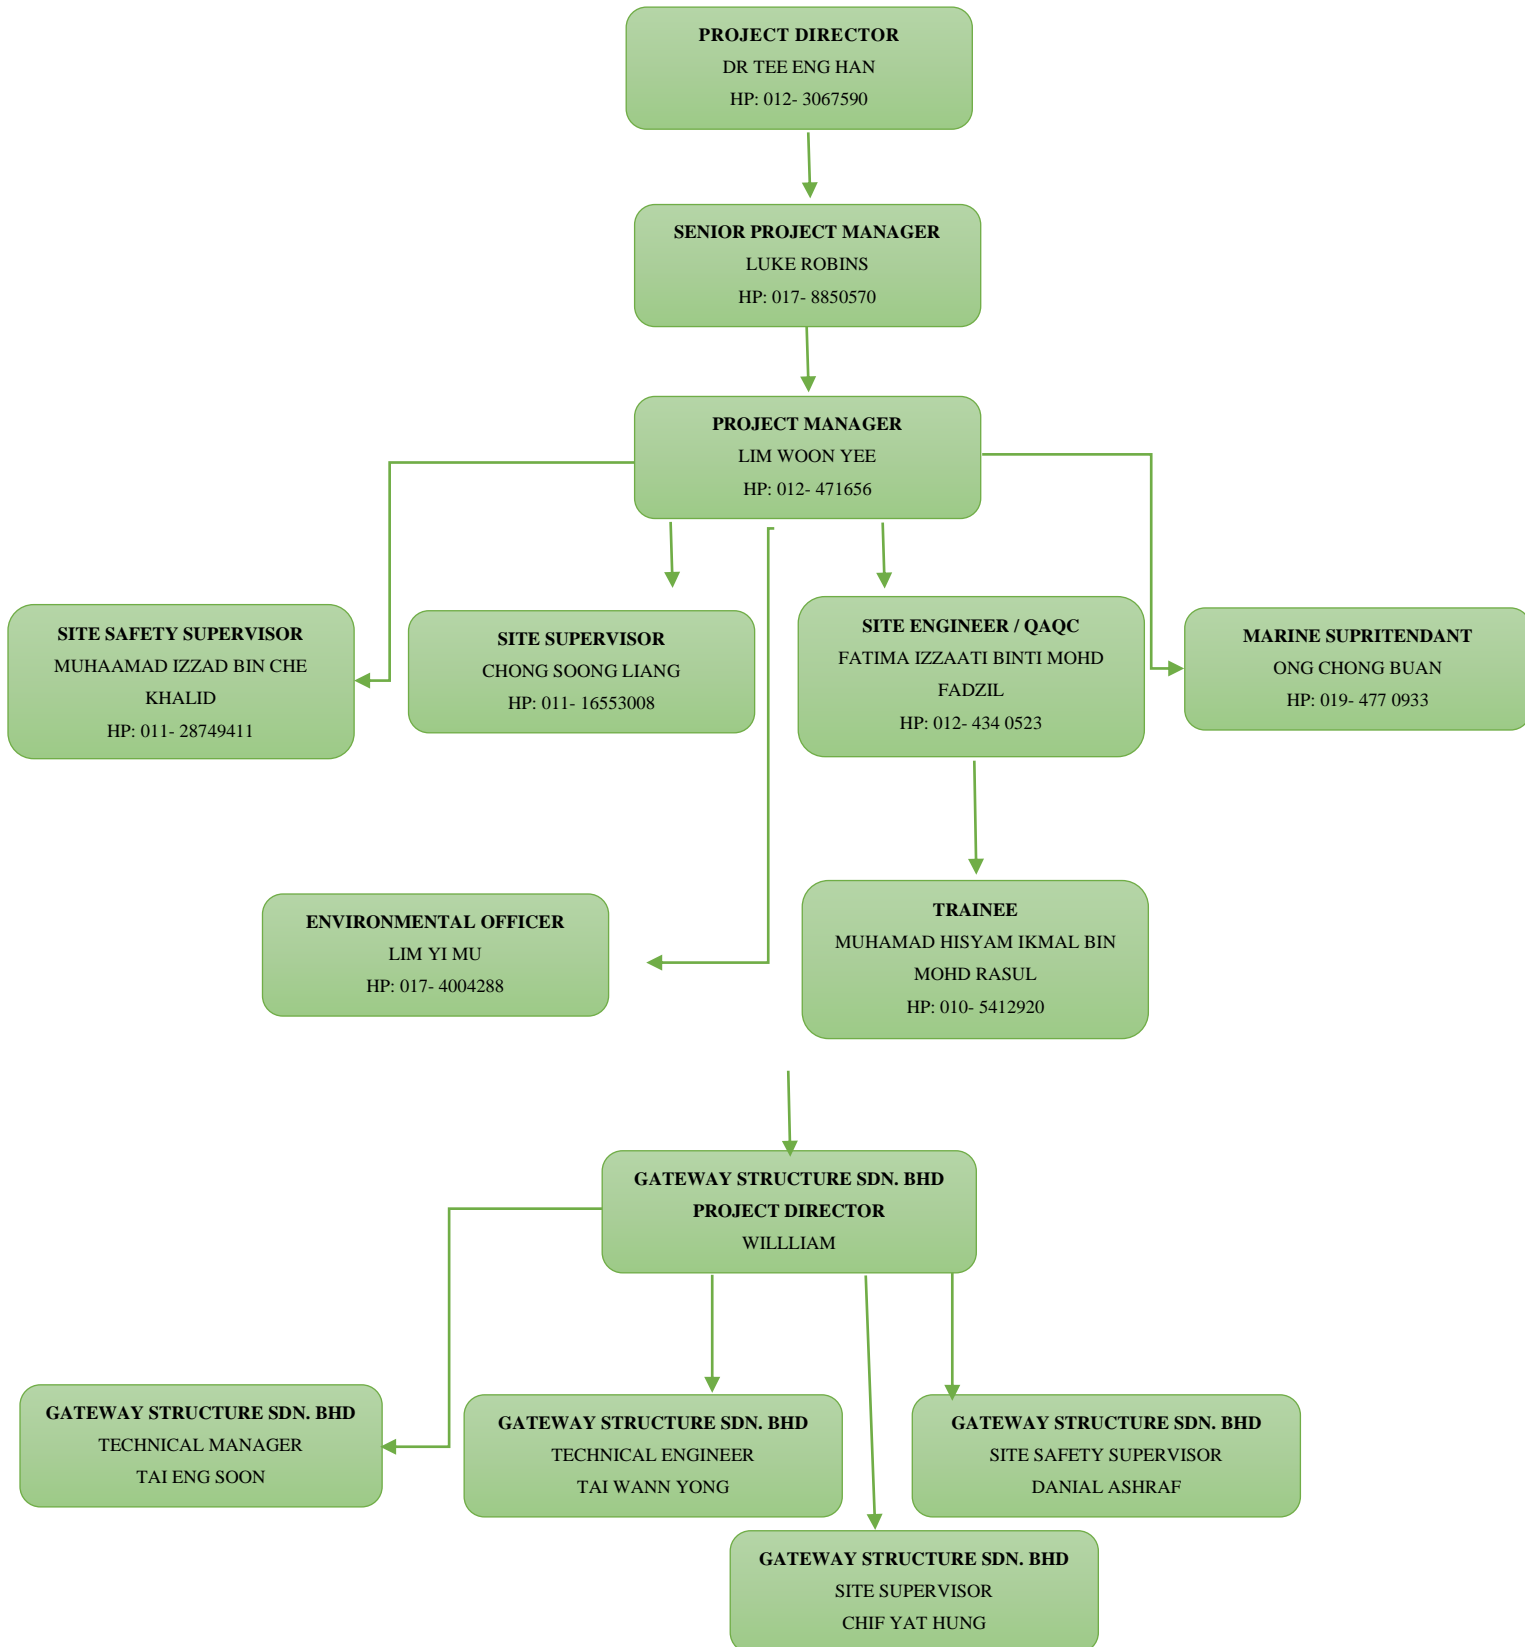 PROJECT DIRECTOR
DR TEE ENG HAN
HP: 012- 3067590
SENIOR PROJECT MANAGER
LUKE ROBINS
HP: 017- 8850570
PROJECT MANAGER
LIM WOON YEE
HP: 012- 471656
SITE SAFETY SUPERVISOR
MUHAAMAD IZZAD BIN CHE
KHALID
HP: 011- 28749411
SITE SUPERVISOR
CHONG SOONG LIANG
HP: 011- 16553008
SITE ENGINEER / QAQC
FATIMA IZZAATI BINTI MOHD
FADZIL
HP: 012- 434 0523
MARINE SUPRITENDANT
ONG CHONG BUAN
HP: 019- 477 0933
ENVIRONMENTAL OFFICER
LIM YI MU
HP: 017- 4004288
TRAINEE
MUHAMAD HISYAM IKMAL BIN
MOHD RASUL
HP: 010- 5412920
GATEWAY STRUCTURE SDN. BHD
PROJECT DIRECTOR
WILLLIAM
GATEWAY STRUCTURE SDN. BHD
TECHNICAL MANAGER
TAI ENG SOON
GATEWAY STRUCTURE SDN. BHD
TECHNICAL ENGINEER
TAI WANN YONG
GATEWAY STRUCTURE SDN. BHD
SITE SAFETY SUPERVISOR
DANIAL ASHRAF
GATEWAY STRUCTURE SDN. BHD
SITE SUPERVISOR
CHIF YAT HUNG